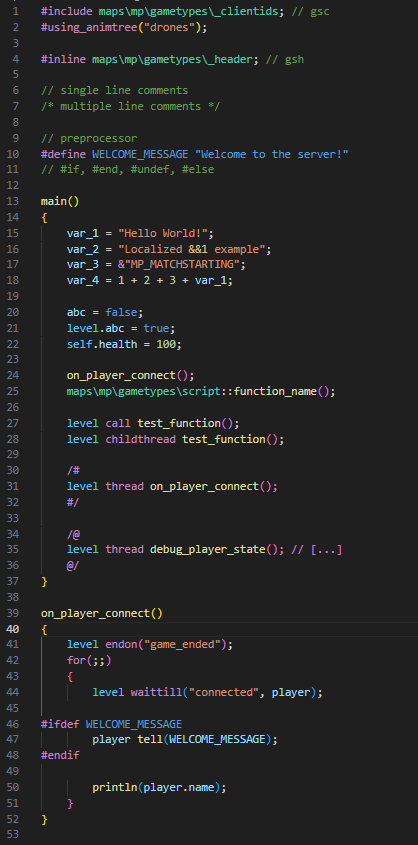 1 #include maps\mp\gametypes\_clientids; // gsc
2 #using_animtree("drones");
3
4 #inline maps\mp\gametypes\_header; // gsh
5
6 // single line comments
7 /* multiple line comments */
8
9 // preprocessor
10 #define WELCOME_MESSAGE "Welcome to the server!"
11 // #if, #end, #undef, #else
12
13 main()
14 {
15     var_1 = "Hello World!";
16     var_2 = "Localized &&1 example";
17     var_3 = &"MP_MATCHSTARTING";
18     var_4 = 1 + 2 + 3 + var_1;
19
20     abc = false;
21     level.abc = true;
22     self.health = 100;
23
24     on_player_connect();
25     maps\mp\gametypes\script::function_name();
26
27     level call test_function();
28     level childthread test_function();
29
30     /#
31     level thread on_player_connect();
32     #/
33
34     /@
35     level thread debug_player_state(); // [...]
36     @/
37 }
38
39 on_player_connect()
40 {
41     level endon("game_ended");
42     for(;;)
43     {
44         level waittill("connected", player);
45
46 #ifdef WELCOME_MESSAGE
47         player tell(WELCOME_MESSAGE);
48 #endif
49
50         println(player.name);
51     }
52 }
53